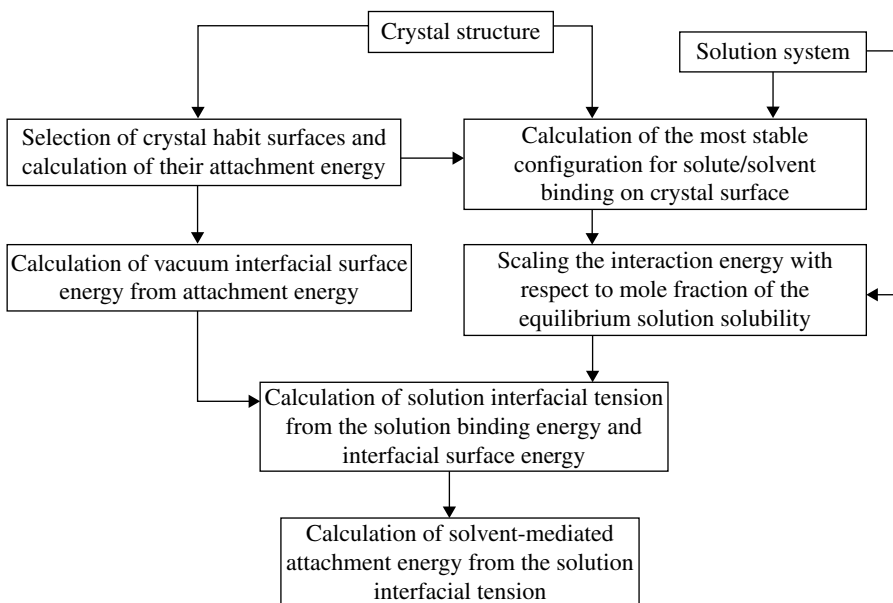 Crystal structure
Solution system
Selection of crystal habit surfaces and
calculation of their attachment energy
Calculation of the most stable
configuration for solute/solvent
binding on crystal surface
Calculation of vacuum interfacial surface
energy from attachment energy
Scaling the interaction energy with
respect to mole fraction of the
equilibrium solution solubility
Calculation of solution interfacial tension
from the solution binding energy and
interfacial surface energy
Calculation of solvent-mediated
attachment energy from the solution
interfacial tension